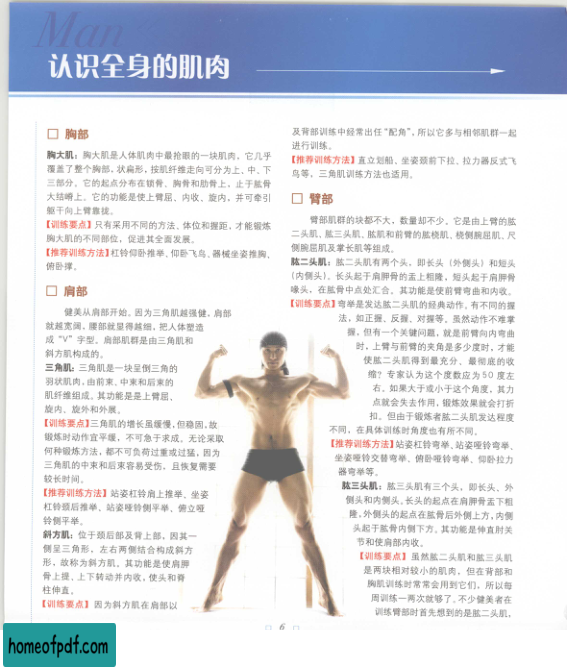 Man
认识全身的肌肉
□ 胸部
胸大肌：胸大肌是人体肌肉中最抢眼的一块肌肉，它几乎
覆盖了整个胸部，状扁形，按肌纤维走向可分为上、中、下
三部分。它的起点分布在锁骨、胸骨和肋骨上，止于肱骨
大结嵴上。它的功能是使上臂屈、内收、旋内，并可牵引
躯干向上臂靠拢。
【训练要点】只有采用不同的方法、体位和握距，才能锻炼
胸大肌的不同部位，促进其全面发展。
【推荐训练方法】杠铃仰卧推举、仰卧飞鸟、器械坐姿推胸、
俯卧撑。
□ 肩部
健美从肩部开始，因为三角肌越强健，肩部
就越宽阔，腰部就显得越细，把人体塑造
成“V”字型。肩部肌群是由三角肌和
斜方肌构成的。
三角肌：三角肌是一块呈倒三角的
羽状肌肉，由前束、中束和后束的
肌纤维组成。其功能是是上臂屈、
旋内、旋外和外展。
【训练要点】三角肌的增长虽缓慢，但稳固，故
锻炼时动作宜平缓，不可急于求成。无论采取
何种锻炼方法，都不可负荷过重或过猛，因为
三角肌的中束和后束容易受伤，且恢复需要
较长时间。
【推荐训练方法】站姿杠铃肩上推举、坐姿
杠铃颈后推举、站姿哑铃侧平举、俯立哑
铃侧平举。
斜方肌：位于颈后部及背上部，因其一
侧呈三角形，左右两侧结合构成斜方
形，故称为斜方肌。其功能是使肩胛
骨上提、上下转动并内收，使头和脊
柱伸直。
【训练要点】因为斜方肌在肩部以
及背部训练中经常出任“配角”，所以它多与相邻肌群一起
进行训练。
【推荐训练方法】直立划船、坐姿颈前下拉、拉力器反式飞
鸟等，三角肌训练方法也适用。
□ 臂部
臂部肌群的块都不大，数量却不少。它是由上臂的肱
二头肌、肱三头肌、肱肌和前臂的肱桡肌、桡侧腕屈肌、尺
侧腕屈肌及掌长肌等组成。
肱二头肌：肱二头肌有两个头，即长头（外侧头）和短头
（内侧头）。长头起于肩胛骨的盂上粗隆，短头起于肩胛骨
喙头，在肱骨中点处汇合。其功能是使前臂弯曲和内收。
【训练要点】弯举是发达肱二头肌的经典动作。有不同的握
法，如正握、反握、对握等。虽然动作不难掌
握，但有一个关键问题，就是前臂向内弯曲
时，上臂与前臂的夹角是多少度时，才能
使肱二头肌得到最充分、最彻底的收
缩？专家认为这个度数应为50度左
右，如果大于或小于这个角度，其力
点就会失去作用，锻炼效果就会打折
扣。但由于锻炼者肱二头肌发达程度
不同，在具体训练时角度也有所不同。
【推荐训练方法】站姿杠铃弯举、站姿哑铃弯举、
坐姿哑铃交替弯举、俯卧哑铃弯举、仰卧拉力
器弯举等。
肱三头肌：肱三头肌有三个头，即长头、外
侧头和内侧头。长头的起点在肩胛骨盂下粗
隆，外侧头的起点在肱骨后外侧上方，内侧
头起于肱骨内侧下方。其功能是伸直肘关
节和使肩部内收。
【训练要点】虽然肱二头肌和肱三头肌
是两块相对较小的肌肉，但在背部和
胸肌训练时常常会用到它们，所以每
周训练一两次就够了。不少健美者在
训练臂部时首先想到的是肱二头肌，
□ 6 □
homeofpdf.com